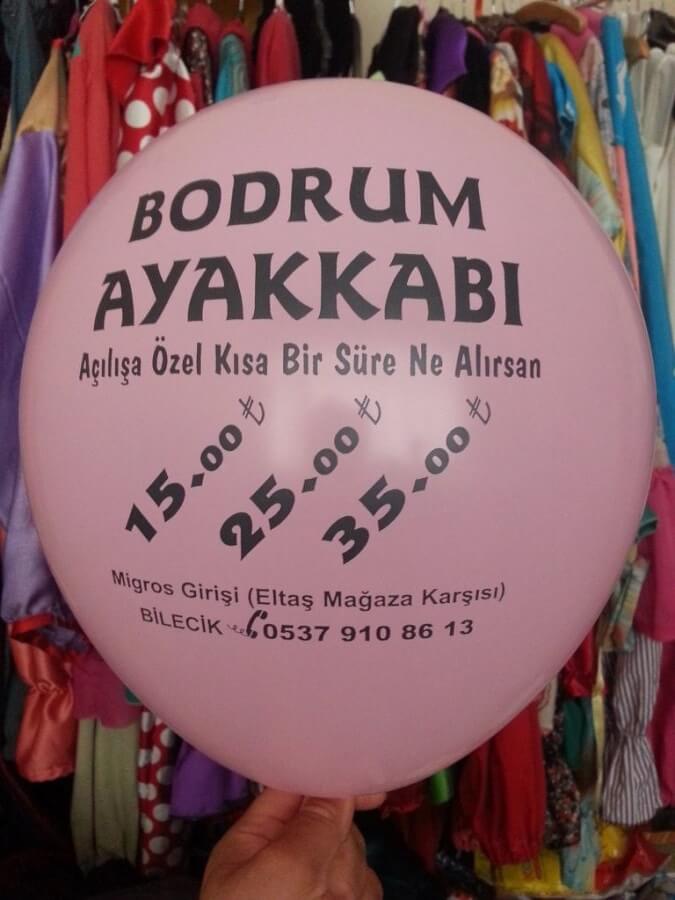 BODRUM
AYAKKABI
Açılışa Özel Kısa Bir Süre Ne Alırsan
15.00 ₺ 25.00 ₺ 35.00 ₺
Migros Girişi (Eltaş Mağaza Karşısı)
BİLECİK 0537 910 86 13